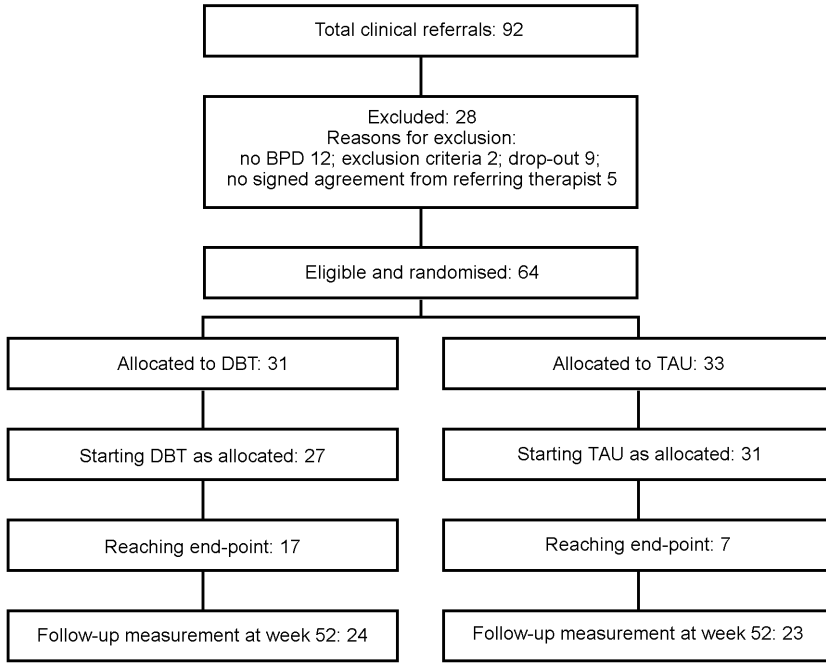 Total clinical referrals: 92
Excluded: 28
Reasons for exclusion:
no BPD 12; exclusion criteria 2; drop-out 9;
no signed agreement from referring therapist 5
Eligible and randomised: 64
Allocated to DBT: 31
Allocated to TAU: 33
Starting DBT as allocated: 27
Starting TAU as allocated: 31
Reaching end-point: 17
Reaching end-point: 7
Follow-up measurement at week 52: 24
Follow-up measurement at week 52: 23